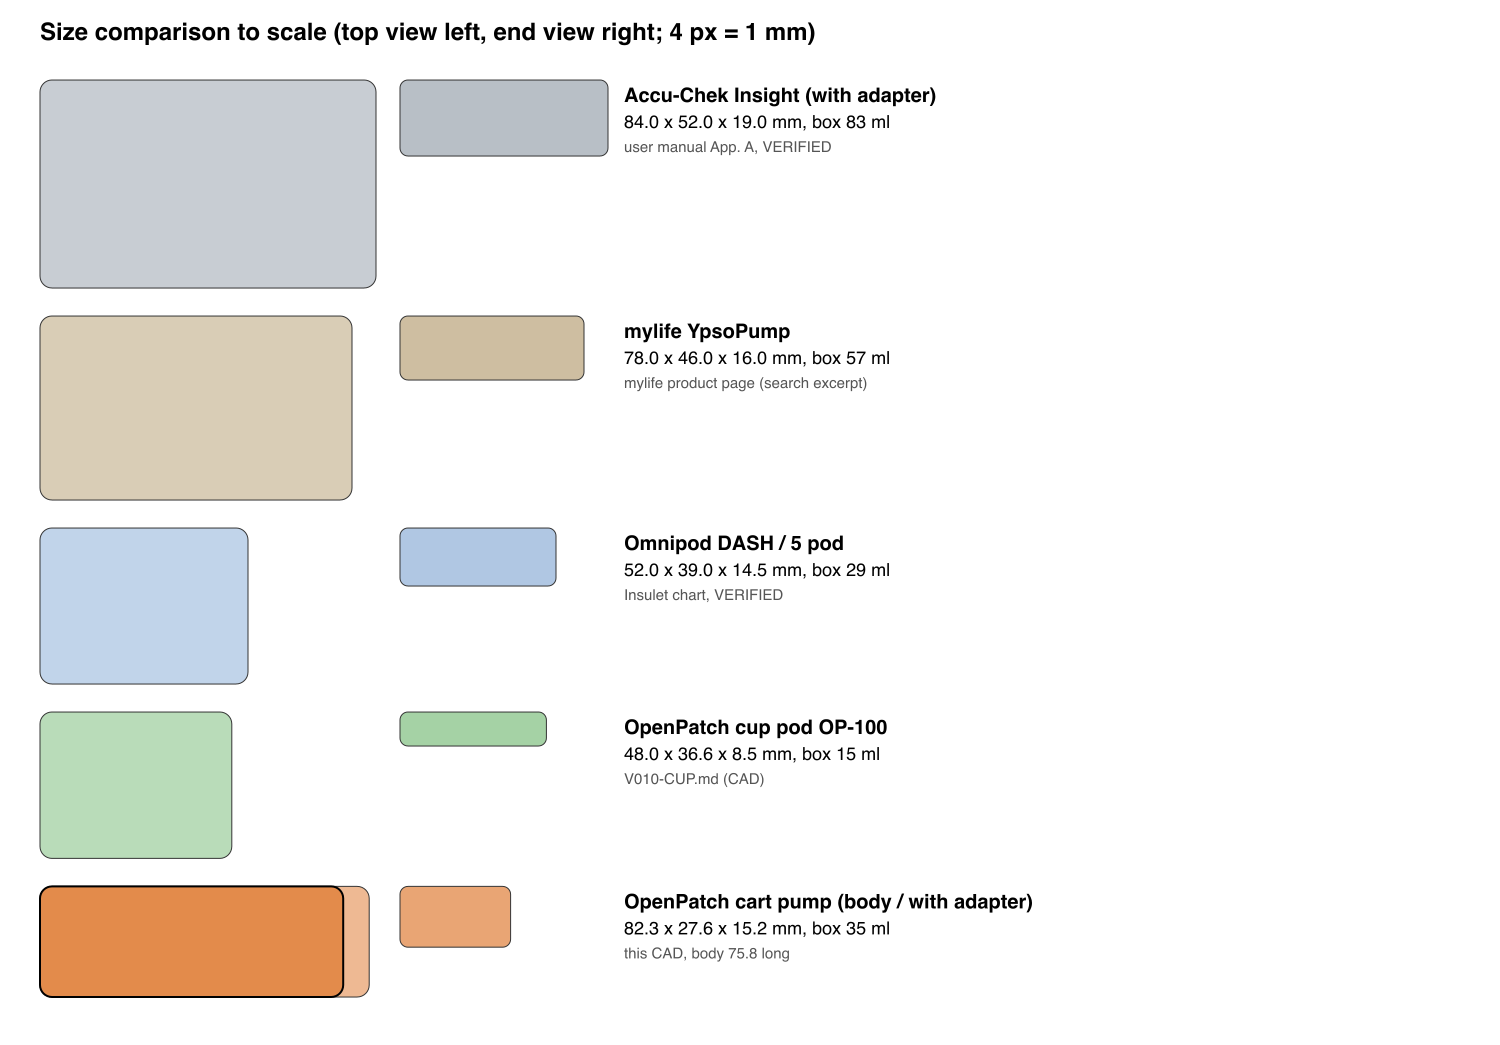 Size comparison to scale (top view left, end view right; 4 px = 1 mm)
Accu-Chek Insight (with adapter)
84.0 x 52.0 x 19.0 mm, box 83 ml
user manual App. A, VERIFIED
mylife YpsoPump
78.0 x 46.0 x 16.0 mm, box 57 ml
mylife product page (search excerpt)
Omnipod DASH / 5 pod
52.0 x 39.0 x 14.5 mm, box 29 ml
Insulet chart, VERIFIED
OpenPatch cup pod OP-100
48.0 x 36.6 x 8.5 mm, box 15 ml
V010-CUP.md (CAD)
OpenPatch cart pump (body / with adapter)
82.3 x 27.6 x 15.2 mm, box 35 ml
this CAD, body 75.8 long